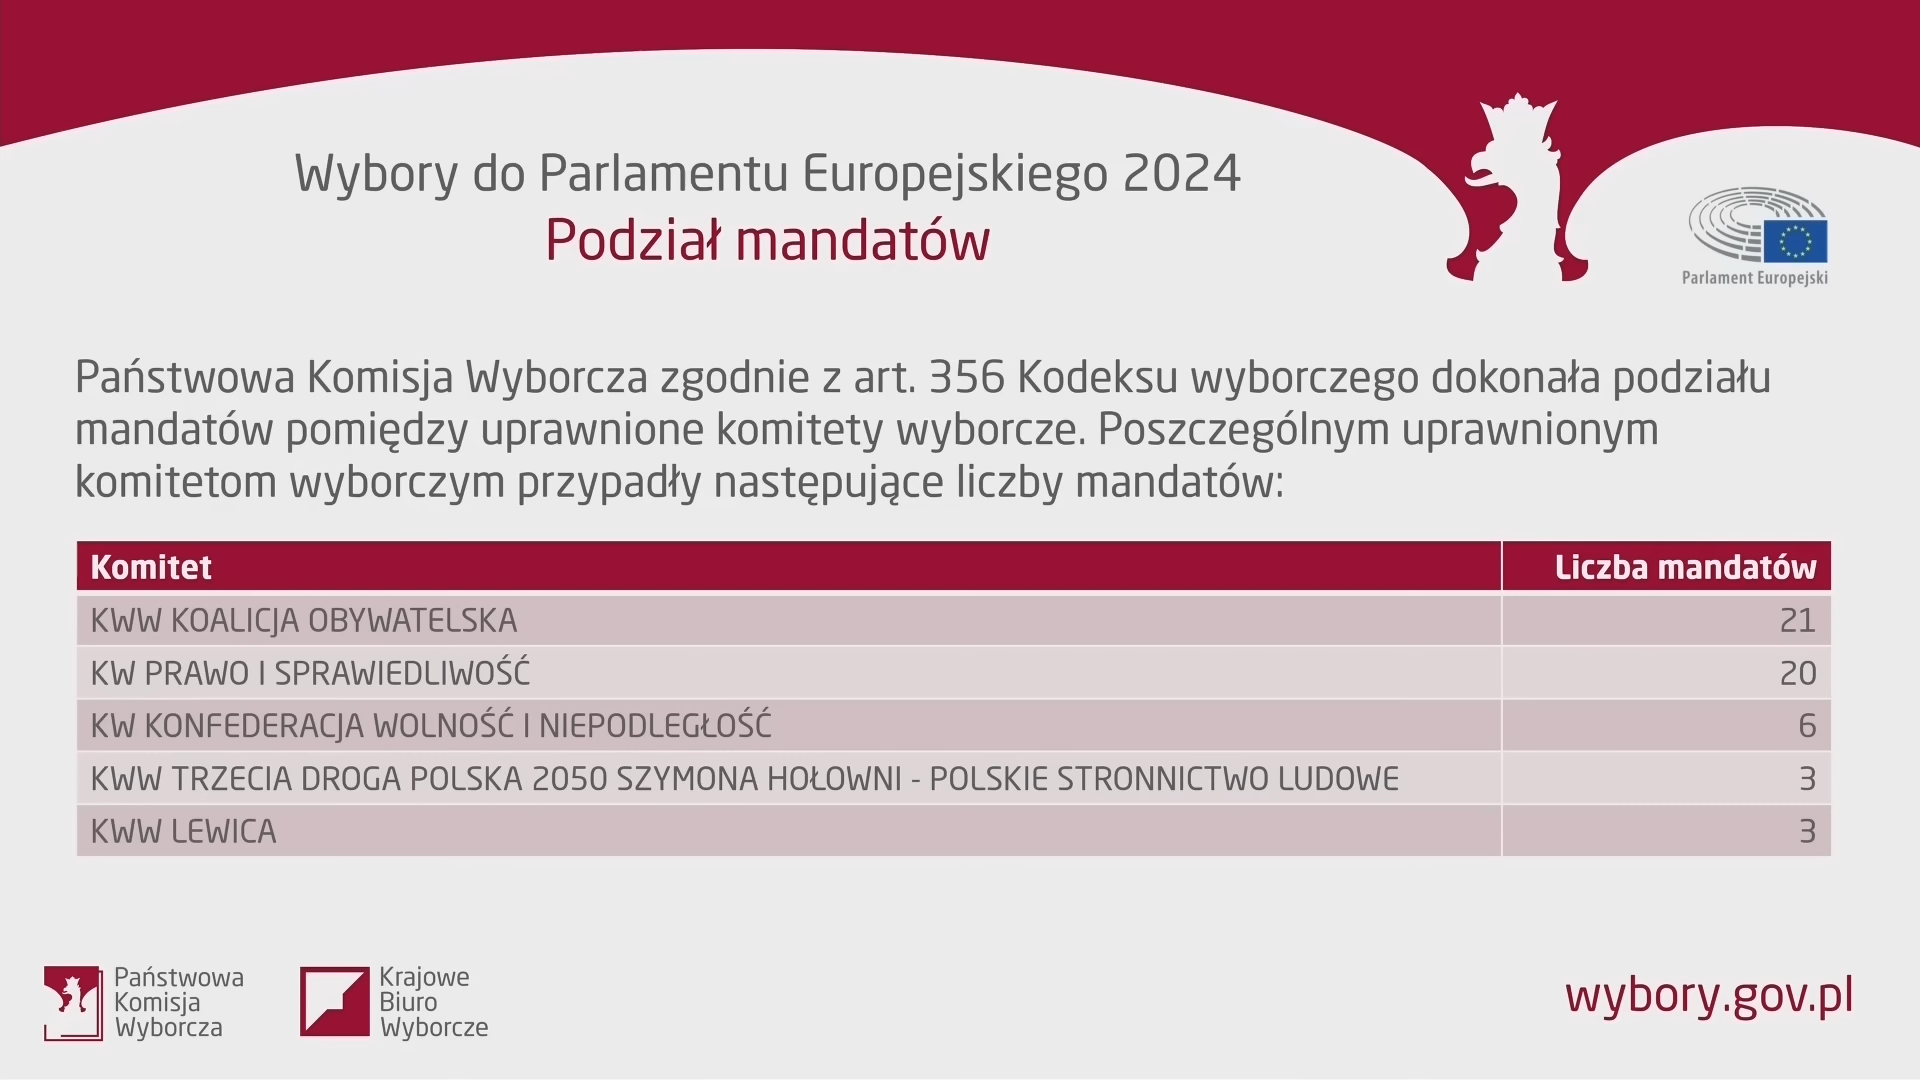 Wybory do Parlamentu Europejskiego 2024
Podział mandatów
Parlament Europejski
Państwowa Komisja Wyborcza zgodnie z art. 356 Kodeksu wyborczego dokonała podziału
mandatów pomiędzy uprawnione komitety wyborcze. Poszczególnym uprawnionym
komitetom wyborczym przypadły następujące liczby mandatów:
Komitet Liczba mandatów
KWW KOALICJA OBYWATELSKA 21
KW PRAWO I SPRAWIEDLIWOŚĆ 20
KW KONFEDERACJA WOLNOŚĆ I NIEPODLEGŁOŚĆ 6
KWW TRZECIA DROGA POLSKA 2050 SZYMONA HOŁOWNI - POLSKIE STRONNICTWO LUDOWE 3
KWW LEWICA 3
Państwowa
Komisja
Wyborcza
Krajowe
Biuro
Wyborcze
wybory.gov.pl